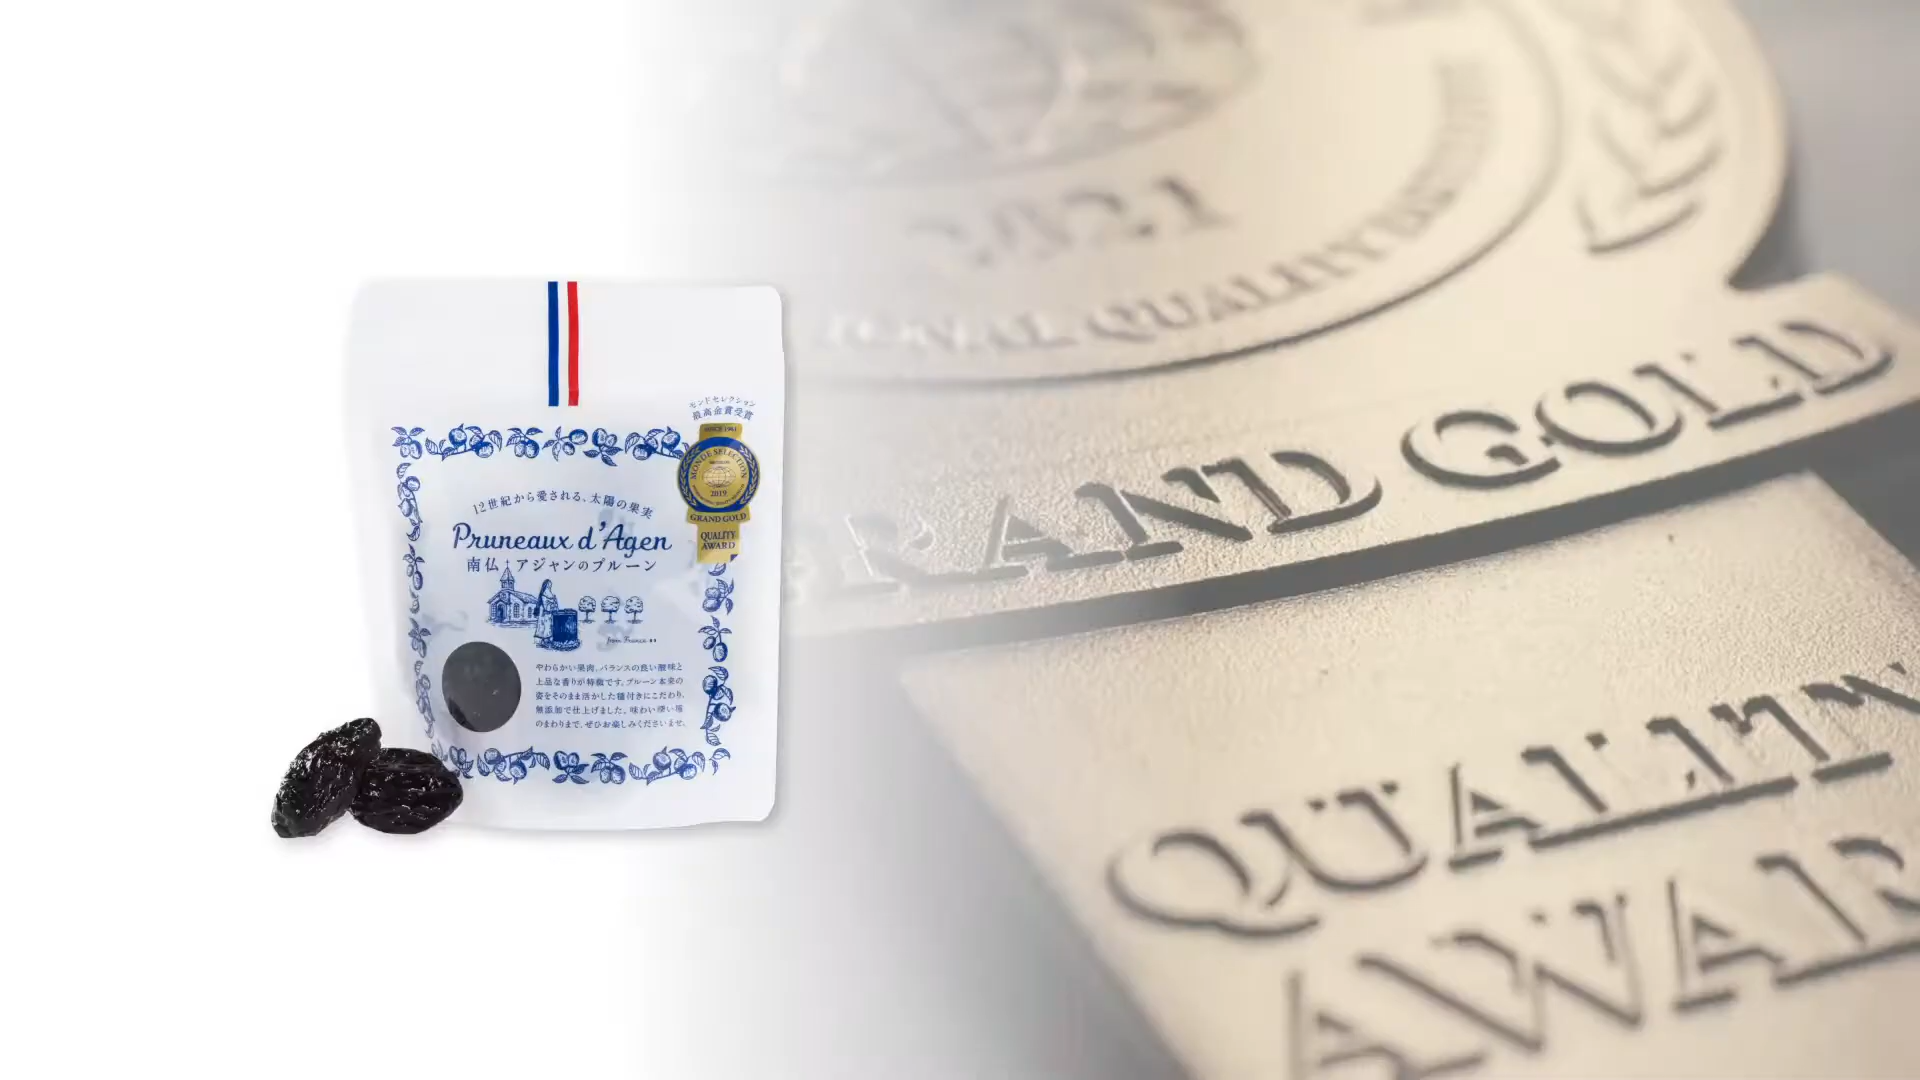 モンドセレクション
最高金賞受賞
SINCE 1961
MONDE SELECTION
2019
GRAND GOLD
QUALITY
AWARD
12世紀から愛される、太陽の果実
Pruneaux d'Agen
南仏 アジャンのプルーン
from France
やわらかい果肉、バランスの良い酸味と
上品な香りが特徴です。プルーン本来の
姿をそのまま活かした種付きにこだわり、
無添加で仕上げました。味わい深い種
のまわりまで、ぜひお楽しみくださいませ。
2021
IONAL QUALITY
GRAND GOLD
QUALITY
AWAR